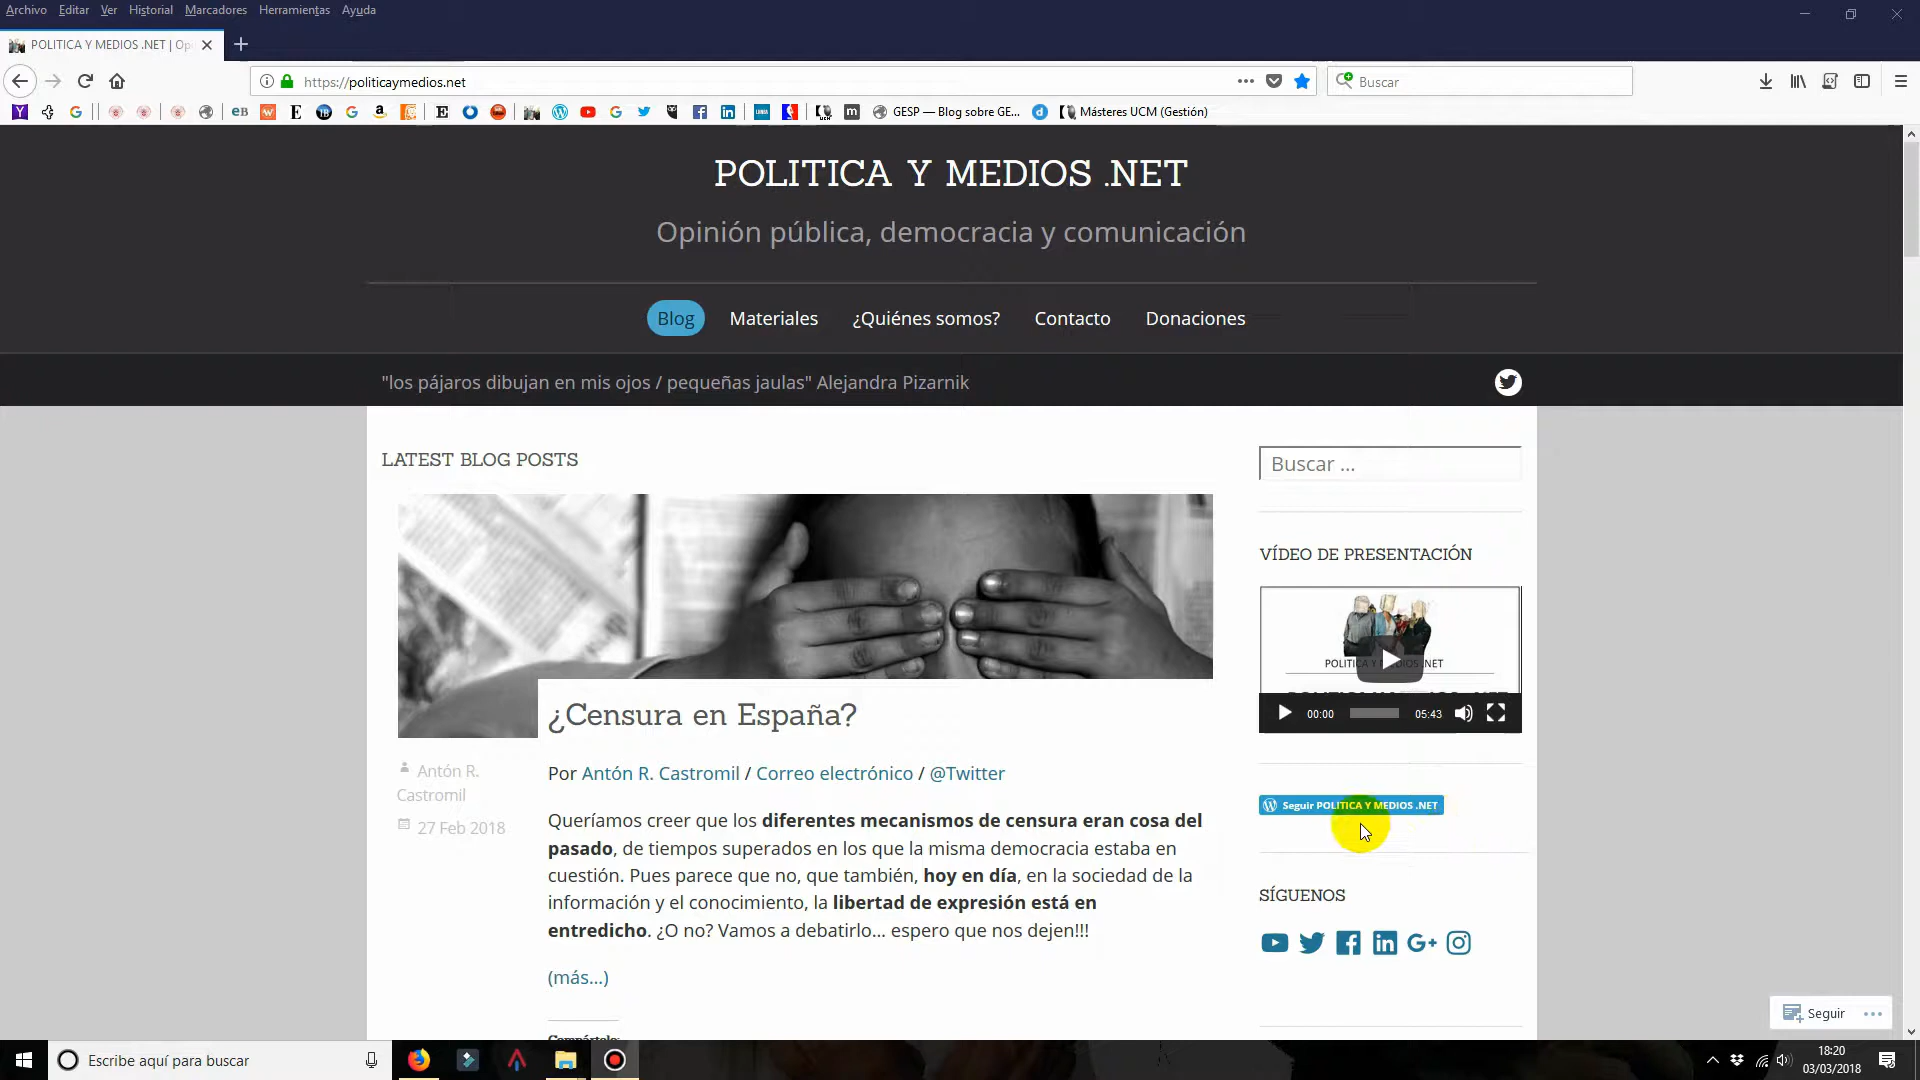 Archivo Editar Ver Historial Marcadores Herramientas Ayuda
POLITICA Y MEDIOS .NET | Op
https://politicaymedios.net
Buscar
GESP — Blog sobre GE...
Másteres UCM (Gestión)
POLITICA Y MEDIOS .NET
Opinión pública, democracia y comunicación
Blog Materiales ¿Quiénes somos? Contacto Donaciones
"los pájaros dibujan en mis ojos / pequeñas jaulas" Alejandra Pizarnik
LATEST BLOG POSTS
¿Censura en España?
Antón R.
Castromil
27 Feb 2018
Por Antón R. Castromil / Correo electrónico / @Twitter
Queríamos creer que los diferentes mecanismos de censura eran cosa del
pasado, de tiempos superados en los que la misma democracia estaba en
cuestión. Pues parece que no, que también, hoy en día, en la sociedad de la
información y el conocimiento, la libertad de expresión está en
entredicho. ¿O no? Vamos a debatirlo... espero que nos dejen!!!
(más...)
Buscar ...
VÍDEO DE PRESENTACIÓN
POLITICA Y MEDIOS .NET
00:00 05:43
Seguir POLITICA Y MEDIOS .NET
SÍGUENOS
Seguir
Escribe aquí para buscar
18:20
03/03/2018